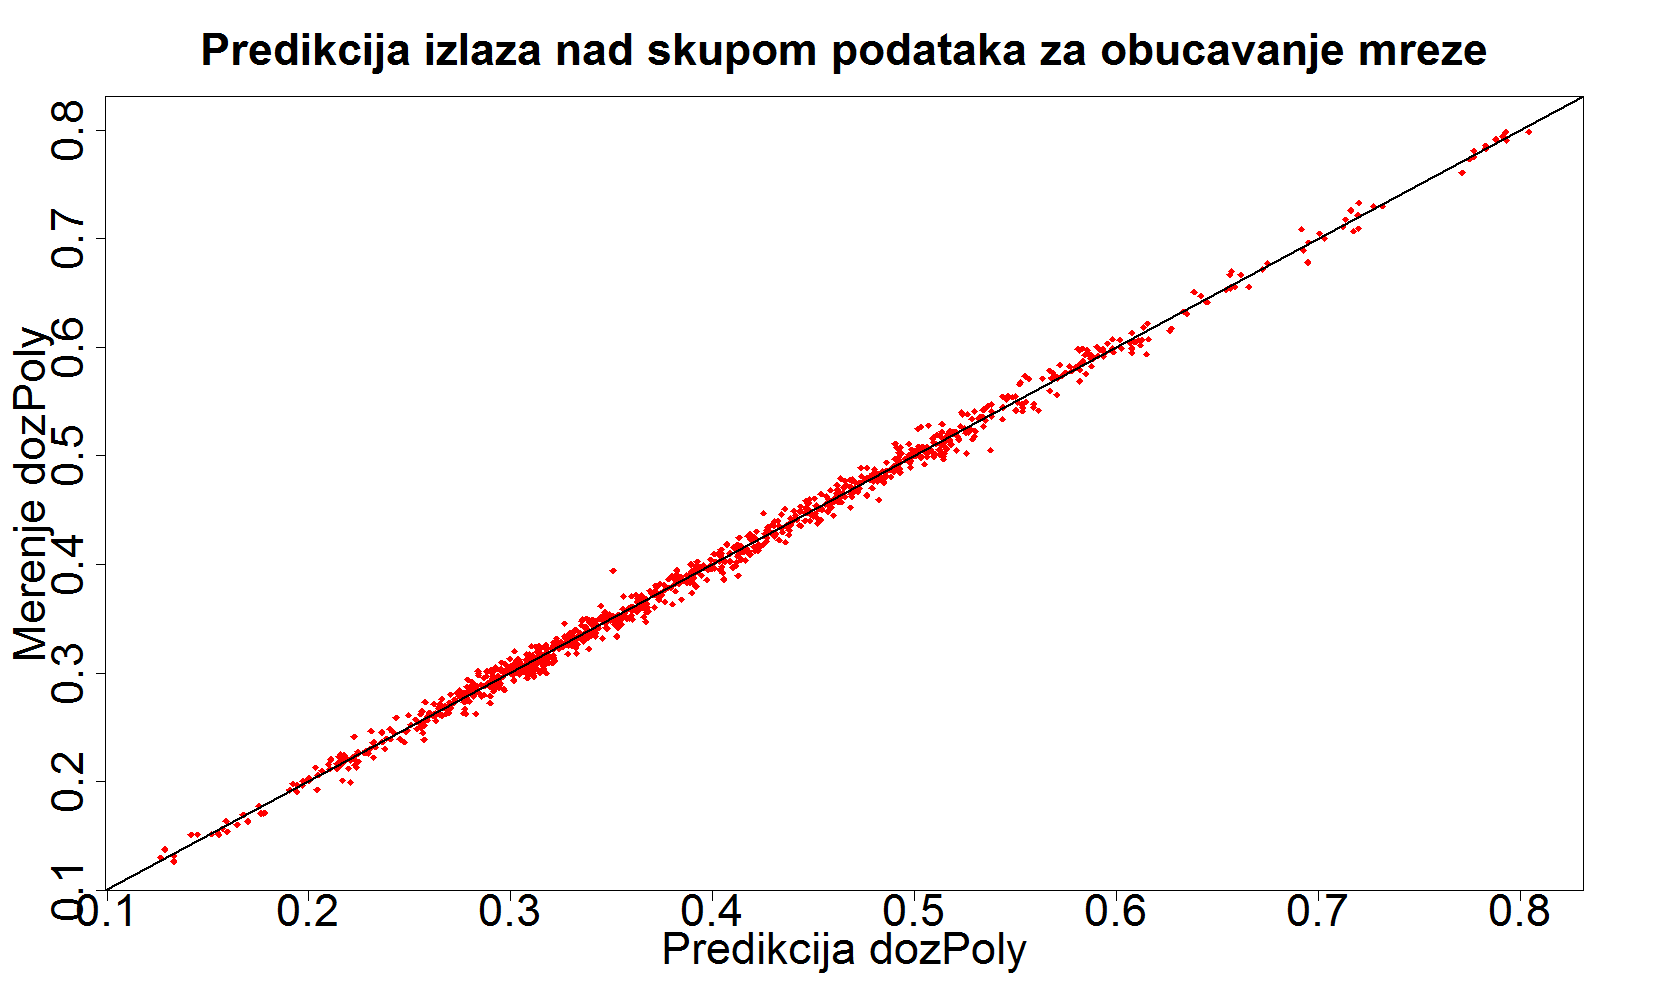 Predikcija izlaza nad skupom podataka za obucavanje mreze
Merenje dozPoly
0.8
0.7
0.6
0.5
0.4
0.3
0.2
0.1
0.1 0.2 0.3 0.4 0.5 0.6 0.7 0.8
Predikcija dozPoly